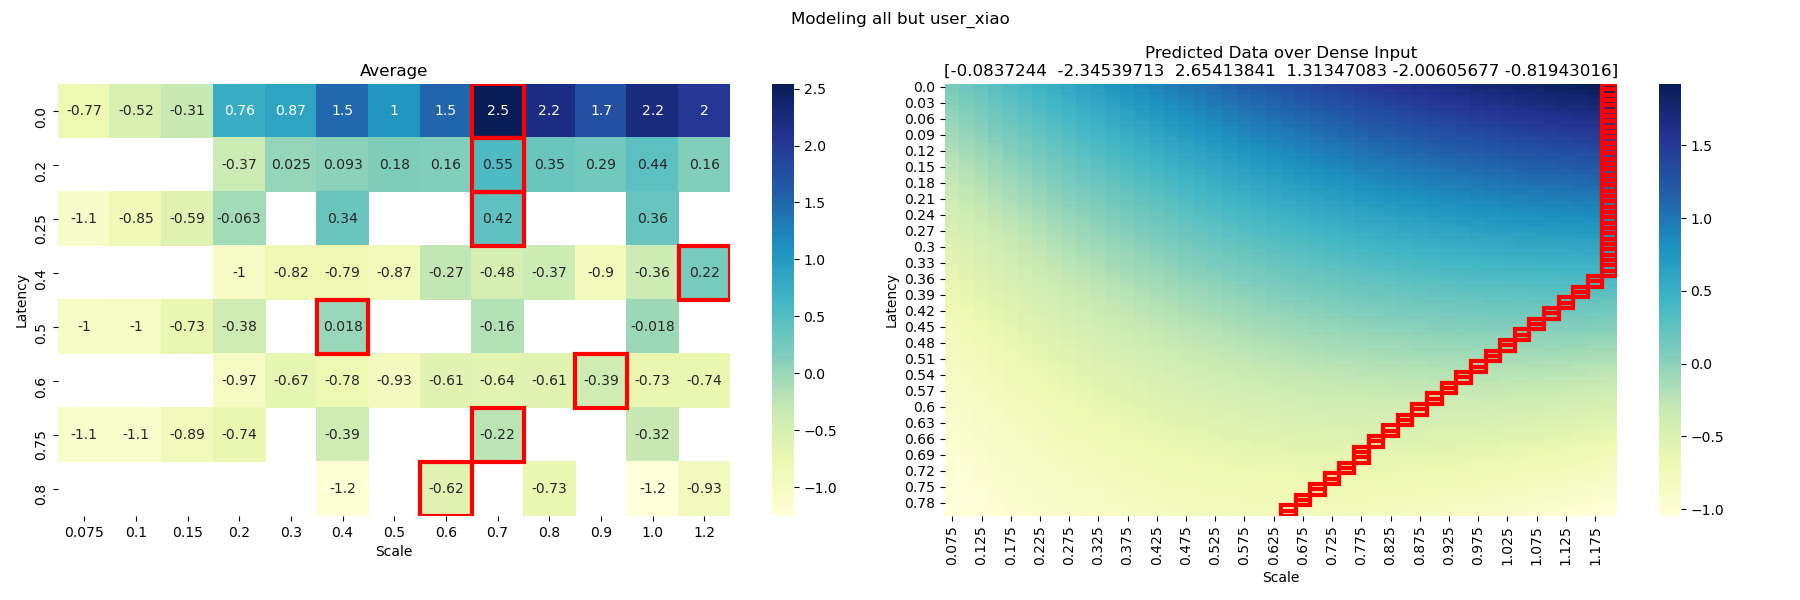 Modeling all but user_xiao
Average
0.0 -0.77 -0.52 -0.31 0.76 0.87 1.5 1 1.5 2.5 2.2 1.7 2.2 2
0.2 -0.37 0.025 0.093 0.18 0.16 0.55 0.35 0.29 0.44 0.16
0.25 -1.1 -0.85 -0.59 -0.063 0.34 0.42 0.36
0.4 -1 -0.82 -0.79 -0.87 -0.27 -0.48 -0.37 -0.9 -0.36 0.22
0.5 -1 -1 -0.73 -0.38 0.018 -0.16 -0.018
0.6 -0.97 -0.67 -0.78 -0.93 -0.61 -0.64 -0.61 -0.39 -0.73 -0.74
0.75 -1.1 -1.1 -0.89 -0.74 -0.39 -0.22 -0.32
0.8 -1.2 -0.62 -0.73 -1.2 -0.93
0.075 0.1 0.15 0.2 0.3 0.4 0.5 0.6 0.7 0.8 0.9 1.0 1.2
Scale
Latency
2.5
2.0
1.5
1.0
0.5
0.0
−0.5
−1.0
Predicted Data over Dense Input
[-0.0837244 -2.34539713 2.65413841 1.31347083 -2.00605677 -0.81943016]
0.0
0.03
0.06
0.09
0.12
0.15
0.18
0.21
0.24
0.27
0.3
0.33
0.36
0.39
0.42
0.45
0.48
0.51
0.54
0.57
0.6
0.63
0.66
0.69
0.72
0.75
0.78
Latency
0.075 0.125 0.175 0.225 0.275 0.325 0.375 0.425 0.475 0.525 0.575 0.625 0.675 0.725 0.775 0.825 0.875 0.925 0.975 1.025 1.075 1.125 1.175
Scale
1.5
1.0
0.5
0.0
−0.5
−1.0